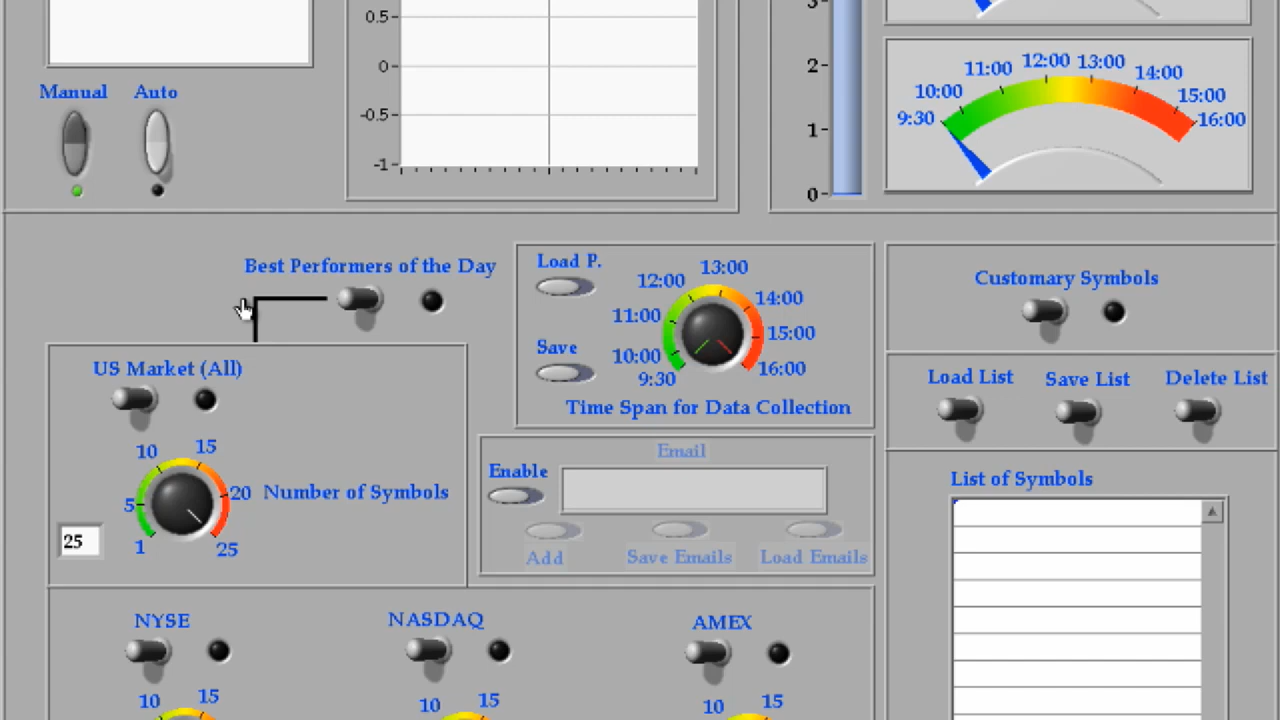 0.5
0
-0.5
-1
3
2
1
0
9:30 10:00 11:00 12:00 13:00 14:00 15:00 16:00
Manual Auto
Best Performers of the Day
Load P.
Save
9:30 10:00 11:00 12:00 13:00 14:00 15:00 16:00
Time Span for Data Collection
Customary Symbols
Load List Save List Delete List
US Market (All)
1 5 10 15 20 25
Number of Symbols
25
Email
Enable
Add Save Emails Load Emails
List of Symbols
NYSE NASDAQ AMEX
10 15 10 15 10 15